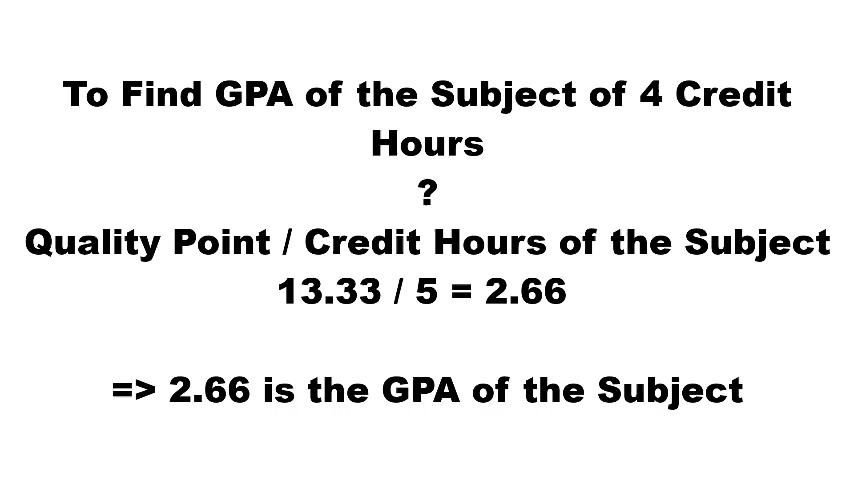 To Find GPA of the Subject of 4 Credit
Hours
?
Quality Point / Credit Hours of the Subject
13.33 / 5 = 2.66
=> 2.66 is the GPA of the Subject